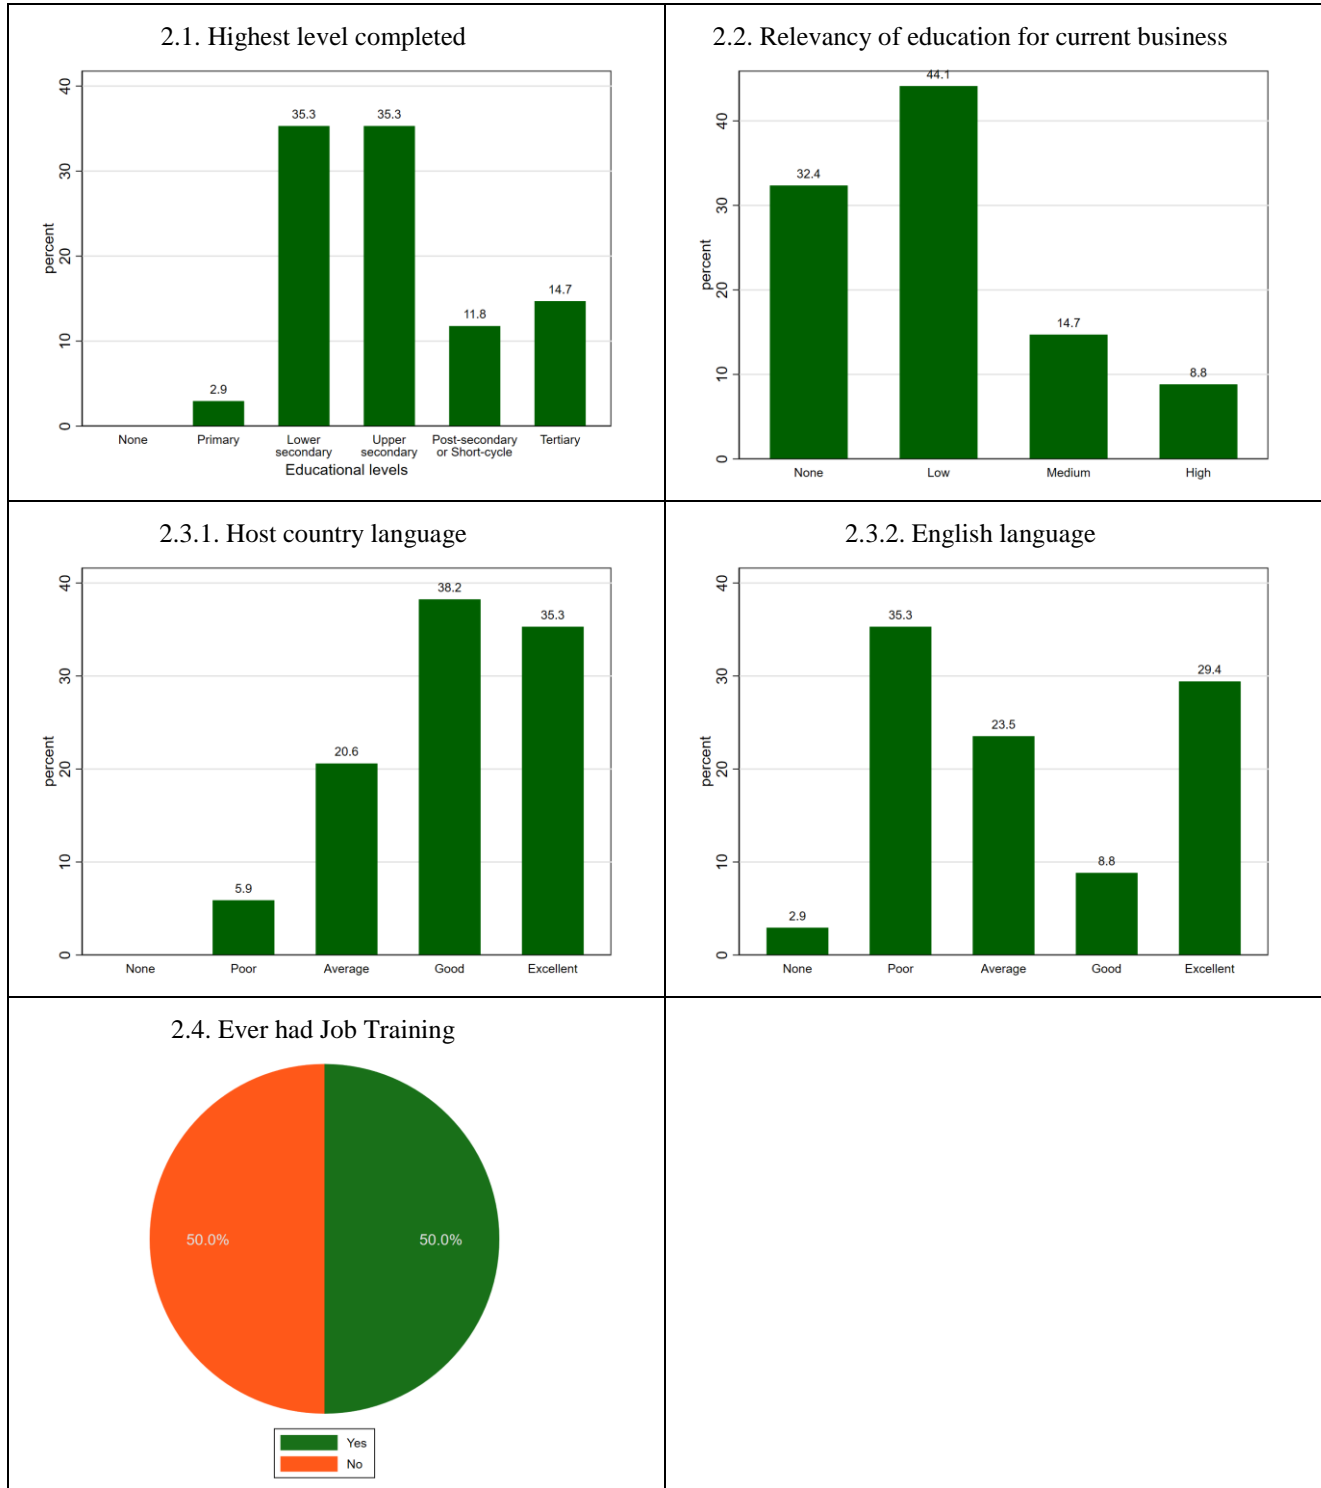 2.1. Highest level completed
40
30
20
10
0
percent
2.9
35.3
35.3
11.8
14.7
None
Primary
Lower
secondary
Upper
secondary
Post-secondary
or Short-cycle
Tertiary
Educational levels
2.2. Relevancy of education for current business
40
30
20
10
0
percent
32.4
44.1
14.7
8.8
None
Low
Medium
High
2.3.1. Host country language
40
30
20
10
0
percent
5.9
20.6
38.2
35.3
None
Poor
Average
Good
Excellent
2.3.2. English language
40
30
20
10
0
percent
2.9
35.3
23.5
8.8
29.4
None
Poor
Average
Good
Excellent
2.4. Ever had Job Training
50.0%
50.0%
Yes
No